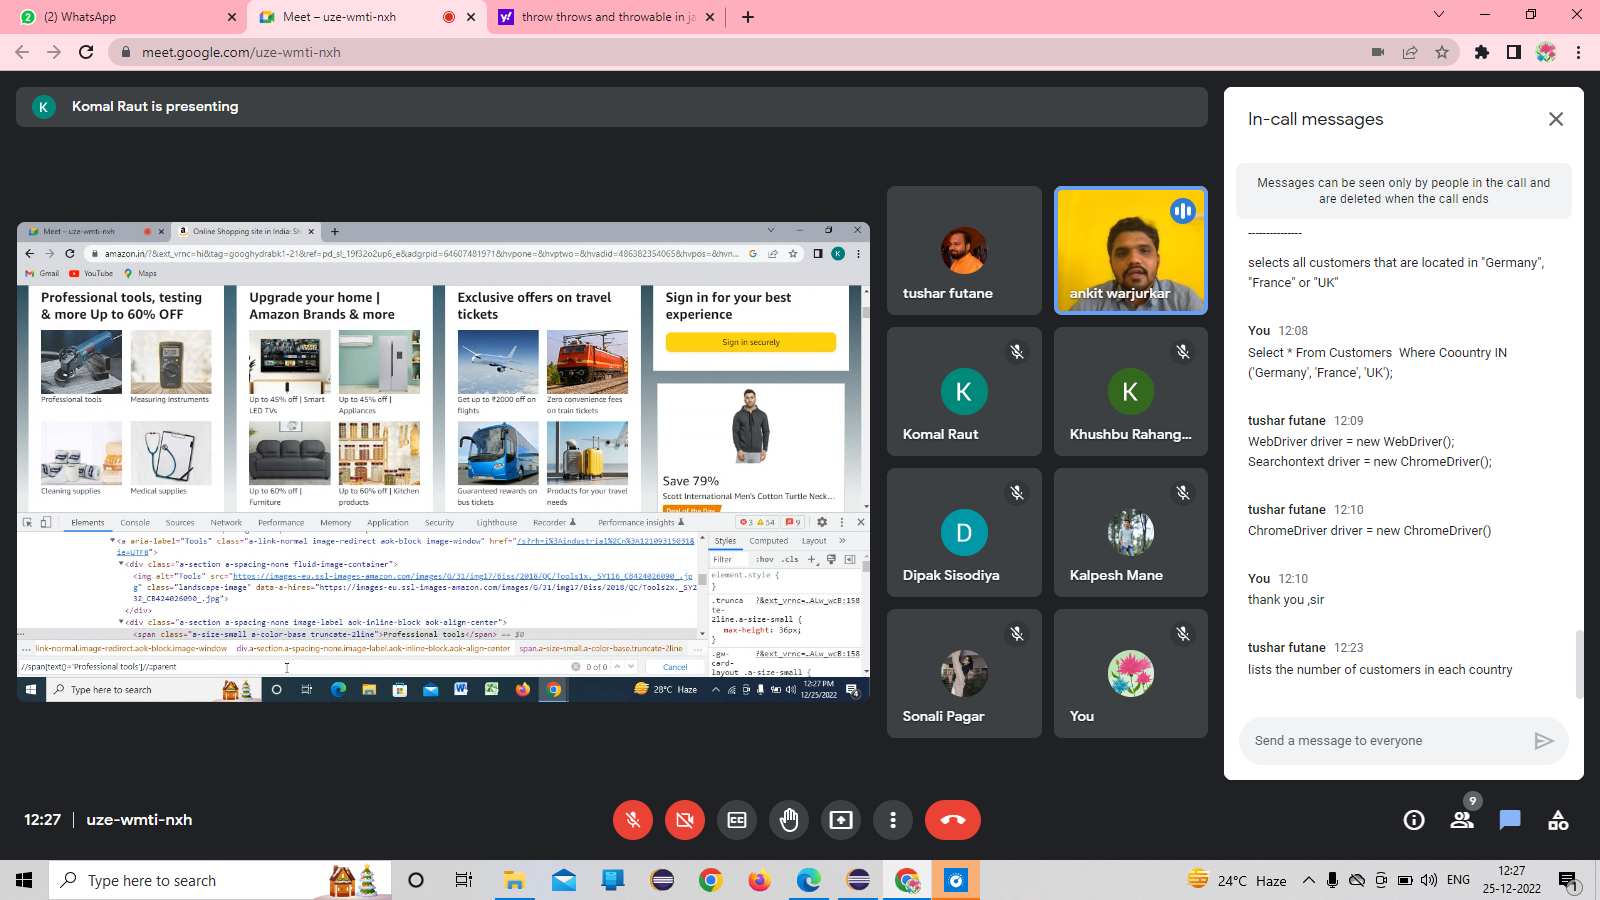 (2) WhatsApp
Meet – uze-wmti-nxh
throw throws and throwable in ja
meet.google.com/uze-wmti-nxh
K
Komal Raut is presenting
Meet – uze-wmti-nxh
Online Shopping site in India: Sh
amazon.in/?&ext_vrnc=hi&tag=googhydrabk1-21&ref=pd_sl_19f32o2up6_e&adgrpid=64607481971&hvpone=&hvptwo=&hvadid=486382354065&hvpos=&hvn...
Gmail YouTube Maps
Professional tools, testing
& more Up to 60% OFF
Professional tools
Measuring instruments
Cleaning supplies
Medical supplies
Upgrade your home |
Amazon Brands & more
Up to 45% off | Smart
LED TVs
Up to 45% off |
Appliances
Up to 60% off |
Furniture
Up to 60% off | Kitchen
products
Exclusive offers on travel
tickets
Get up to ₹2000 off on
flights
Zero convenience fees
on train tickets
Guaranteed rewards on
bus tickets
Products for your travel
needs
Sign in for your best
experience
Sign in securely
Save 79%
Scott International Men's Cotton Turtle Neck...
Deal of the Day
Elements Console Sources Network Performance Memory Application Security Lighthouse Recorder Performance insights 3 54 9
<a aria-label="Tools" class="a-link-normal image-redirect aok-block image-window" href="/s?rh=i%3Aindustrial%2Cn%3A12109315031&
ie=UTF8">
<div class="a-section a-spacing-none fluid-image-container">
<img alt="Tools" src="https://images-eu.ssl-images-amazon.com/images/G/31/img17/Biss/2018/QC/Tools1x._SY116_CB424026090_.jp
g" class="landscape-image" data-a-hires="https://images-eu.ssl-images-amazon.com/images/G/31/img17/Biss/2018/QC/Tools2x._SY2
32_CB424026090_.jpg">
</div>
<div class="a-section a-spacing-none image-label aok-inline-block aok-align-center">
<span class="a-size-small a-color-base truncate-2line">Professional tools</span> == $0
... link-normal.image-redirect.aok-block.image-window div.a-section.a-spacing-none.image-label.aok-inline-block.aok-align-center span.a-size-small.a-color-base.truncate-2line ...
//span[text()='Professional tools']//:parent
0 of 0
Cancel
Styles Computed Layout »
Filter :hov .cls +
element.style {
}
.trunca ?&ext_vrnc=…ALw_wcB:158
te-
2line.a-size-small {
max-height: 36px;
}
.gw- ?&ext_vrnc=…ALw_wcB:158
card-
layout .a-size-small {
Type here to search
28°C Haze
12:27 PM
12/25/2022
tushar futane
ankit warjurkar
K
Komal Raut
K
Khushbu Rahang...
D
Dipak Sisodiya
Kalpesh Mane
Sonali Pagar
You
In-call messages
Messages can be seen only by people in the call and
are deleted when the call ends
---------------
selects all customers that are located in "Germany",
"France" or "UK"
You 12:08
Select * From Customers Where Coountry IN
('Germany', 'France', 'UK');
tushar futane 12:09
WebDriver driver = new WebDriver();
Searchontext driver = new ChromeDriver();
tushar futane 12:10
ChromeDriver driver = new ChromeDriver()
You 12:10
thank you ,sir
tushar futane 12:23
lists the number of customers in each country
Send a message to everyone
12:27 | uze-wmti-nxh
9
Type here to search
24°C Haze
ENG
12:27
25-12-2022
1